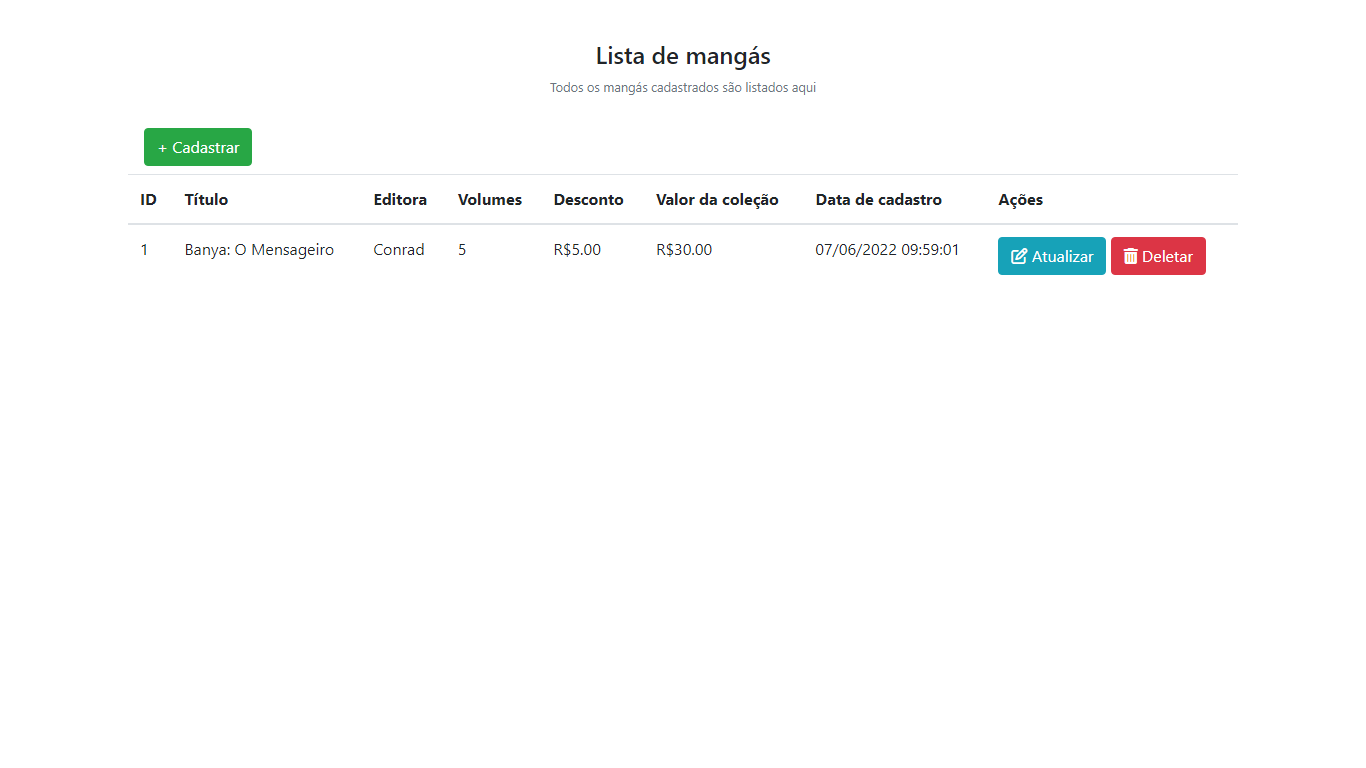 Lista de mangás
Todos os mangás cadastrados são listados aqui
+ Cadastrar
ID Título Editora Volumes Desconto Valor da coleção Data de cadastro Ações
1 Banya: O Mensageiro Conrad 5 R$5.00 R$30.00 07/06/2022 09:59:01 Atualizar Deletar